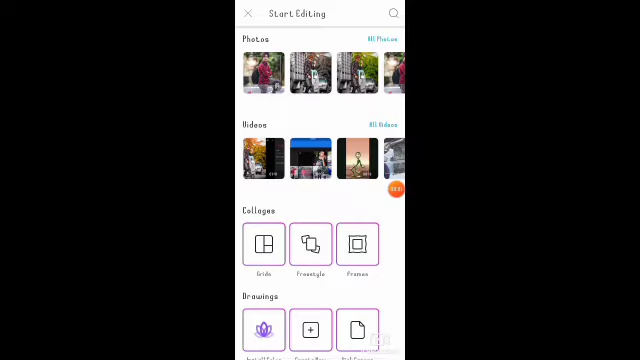 Start Editing
Photos All Photos
Videos All Videos
Collages
Grids Freestyle Frames
Drawings